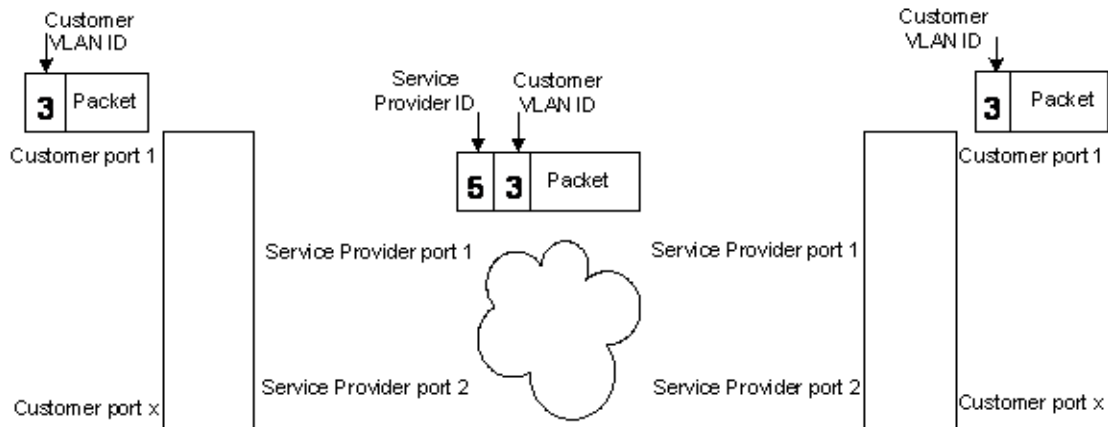 Customer
VLAN ID
3 Packet
Customer port 1
Customer port x
Service
Provider ID
Customer
VLAN ID
5 3 Packet
Service Provider port 1
Service Provider port 2
Service Provider port 1
Service Provider port 2
Customer
VLAN ID
3 Packet
Customer port 1
Customer port x